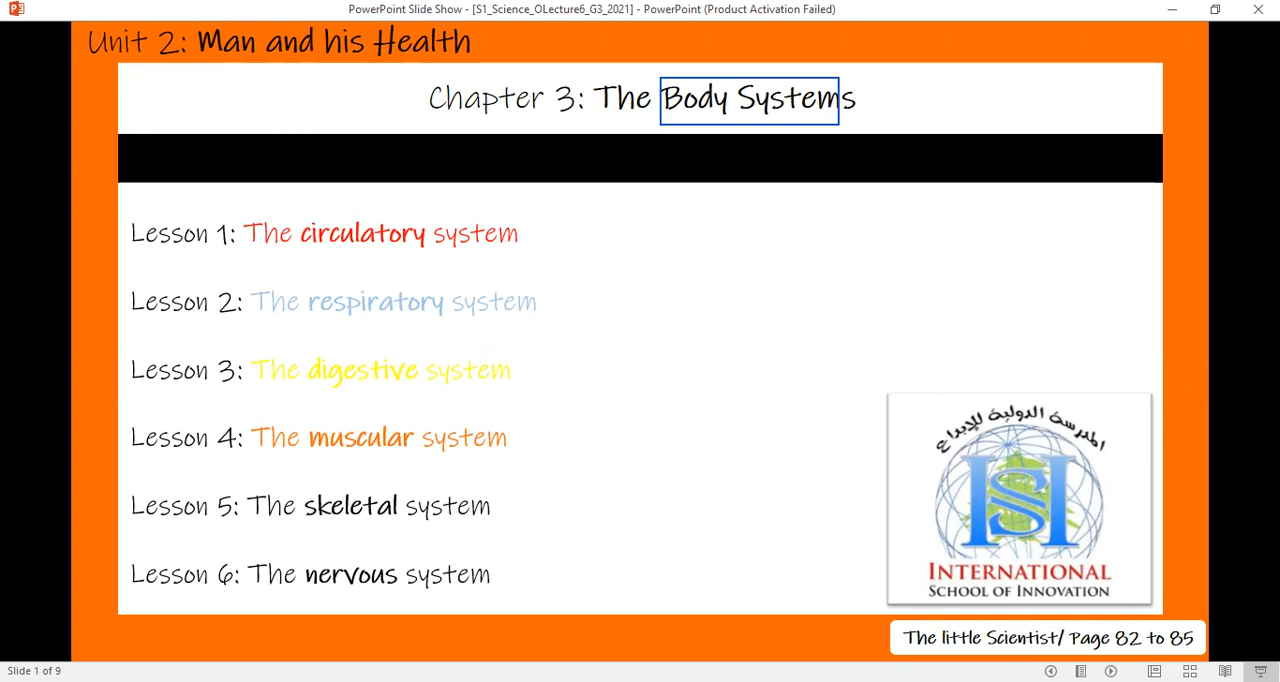 PowerPoint Slide Show - [S1_Science_OLecture6_G3_2021] - PowerPoint (Product Activation Failed)
Unit 2: Man and his Health
Chapter 3: The Body Systems
Lesson 1: The circulatory system
Lesson 2: The respiratory system
Lesson 3: The digestive system
Lesson 4: The muscular system
Lesson 5: The skeletal system
Lesson 6: The nervous system
المدرسة الدولية للإبداع
ISI
INTERNATIONAL
SCHOOL OF INNOVATION
The little Scientist/ Page 82 to 85
Slide 1 of 9